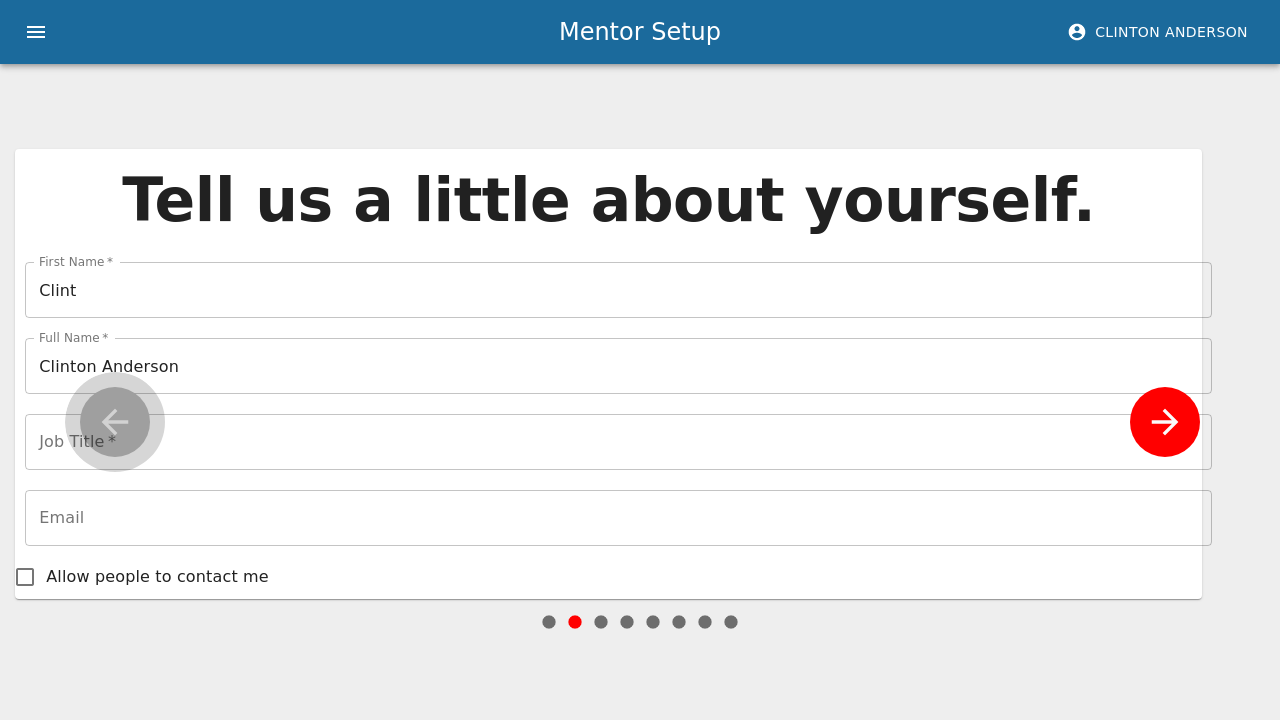 Mentor Setup
CLINTON ANDERSON
Tell us a little about yourself.
First Name *
Clint
Full Name *
Clinton Anderson
Job Title *
Email
Allow people to contact me